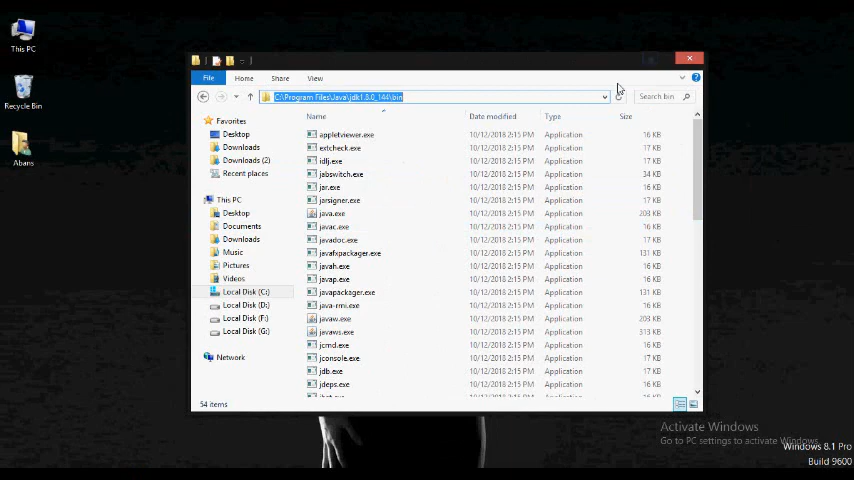 This PC
Recycle Bin
Abans
File
Home
Share
View
C:\Program Files\Java\jdk1.8.0_144\bin
Search bin
Name
Date modified
Type
Size
Favorites
Desktop
Downloads
Downloads (2)
Recent places
This PC
Desktop
Documents
Downloads
Music
Pictures
Videos
Local Disk (C:)
Local Disk (D:)
Local Disk (F:)
Local Disk (G:)
Network
appletviewer.exe 10/12/2018 2:15 PM Application 16 KB
extcheck.exe 10/12/2018 2:15 PM Application 17 KB
idlj.exe 10/12/2018 2:15 PM Application 17 KB
jabswitch.exe 10/12/2018 2:15 PM Application 34 KB
jar.exe 10/12/2018 2:15 PM Application 16 KB
jarsigner.exe 10/12/2018 2:15 PM Application 16 KB
java.exe 10/12/2018 2:15 PM Application 203 KB
javac.exe 10/12/2018 2:15 PM Application 16 KB
javadoc.exe 10/12/2018 2:15 PM Application 17 KB
javafxpackager.exe 10/12/2018 2:15 PM Application 131 KB
javah.exe 10/12/2018 2:15 PM Application 16 KB
javap.exe 10/12/2018 2:15 PM Application 16 KB
javapackager.exe 10/12/2018 2:15 PM Application 131 KB
java-rmi.exe 10/12/2018 2:15 PM Application 16 KB
javaw.exe 10/12/2018 2:15 PM Application 203 KB
javaws.exe 10/12/2018 2:15 PM Application 313 KB
jcmd.exe 10/12/2018 2:15 PM Application 16 KB
jconsole.exe 10/12/2018 2:15 PM Application 17 KB
jdb.exe 10/12/2018 2:15 PM Application 17 KB
jdeps.exe 10/12/2018 2:15 PM Application 16 KB
54 items
Activate Windows
Go to PC settings to activate Windows.
Windows 8.1 Pro
Build 9600